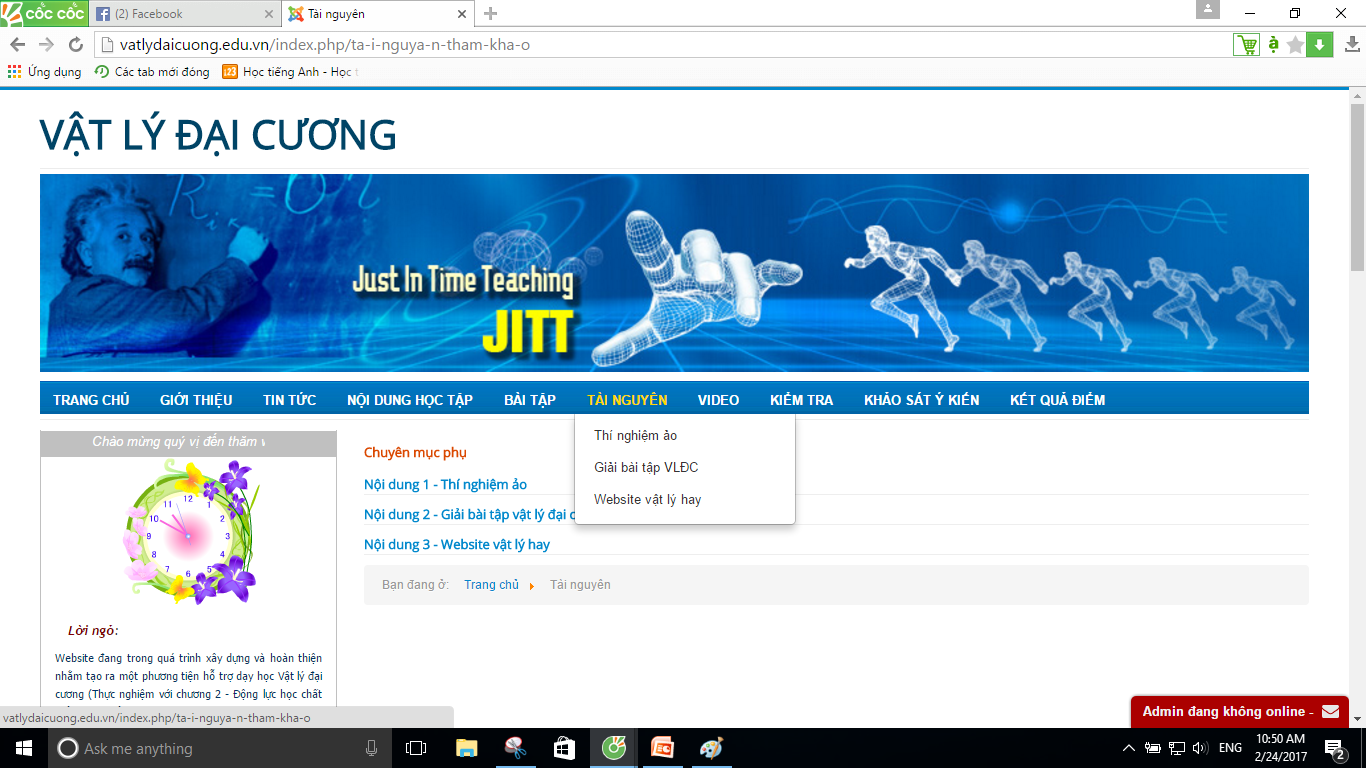 CỐC CỐC
(2) Facebook
Tài nguyên
vatlydaicuong.edu.vn/index.php/ta-i-nguya-n-tham-kha-o
Ứng dụng
Các tab mới đóng
Học tiếng Anh - Học t
VẬT LÝ ĐẠI CƯƠNG
Just In Time Teaching
JITT
TRANG CHỦ GIỚI THIỆU TIN TỨC NỘI DUNG HỌC TẬP BÀI TẬP TÀI NGUYÊN VIDEO KIỂM TRA KHẢO SÁT Ý KIẾN KẾT QUẢ ĐIỂM
Thí nghiệm ảo
Giải bài tập VLĐC
Website vật lý hay
Chào mừng quý vị đến thăm
12
1
2
3
4
5
6
7
8
9
10
11
Lời ngỏ:
Website đang trong quá trình xây dựng và hoàn thiện
nhằm tạo ra một phương tiện hỗ trợ dạy học Vật lý đại
cương (Thực nghiệm với chương 2 - Động lực học chất
Chuyên mục phụ
Nội dung 1 - Thí nghiệm ảo
Nội dung 2 - Giải bài tập vật lý đại c
Nội dung 3 - Website vật lý hay
Bạn đang ở: Trang chủ Tài nguyên
Admin đang không online -
vatlydaicuong.edu.vn/index.php/ta-i-nguya-n-tham-kha-o
Ask me anything
ENG
10:50 AM
2/24/2017
2